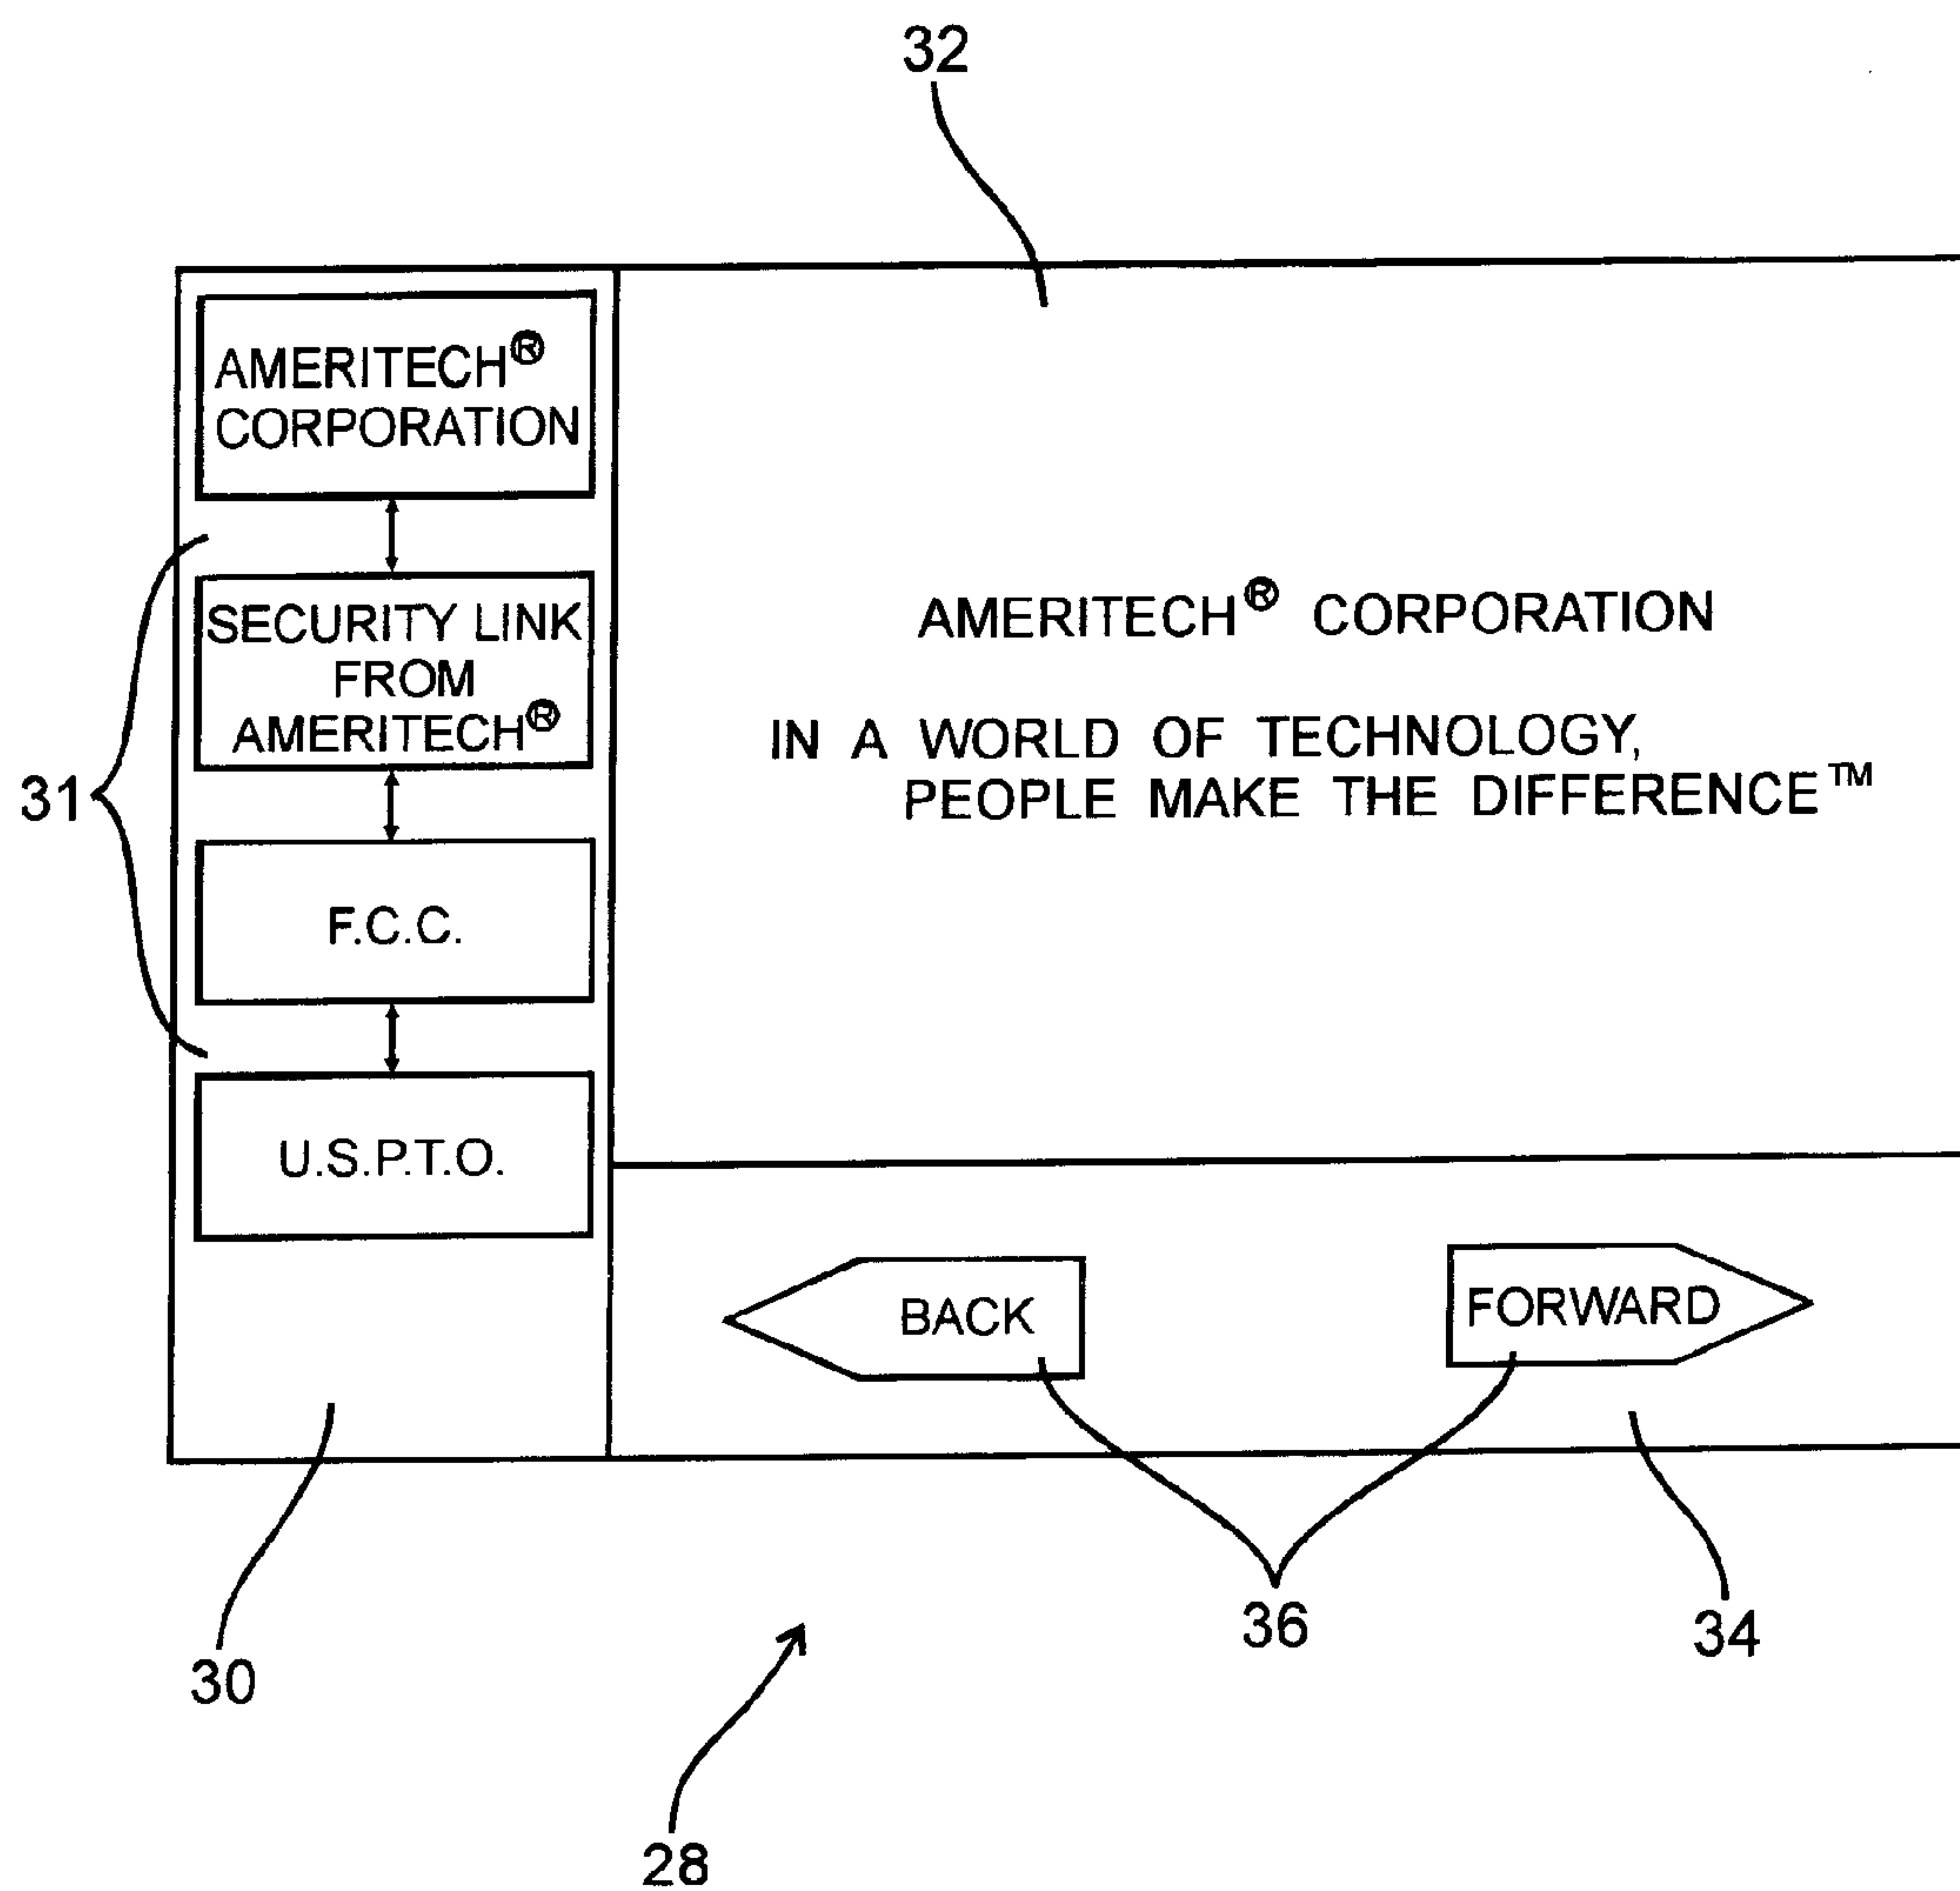 32
AMERITECH®
CORPORATION
SECURITY LINK
FROM
AMERITECH®
F.C.C.
U.S.P.T.O.
31
AMERITECH® CORPORATION
IN A WORLD OF TECHNOLOGY,
PEOPLE MAKE THE DIFFERENCE™
BACK
FORWARD
30
36
34
28